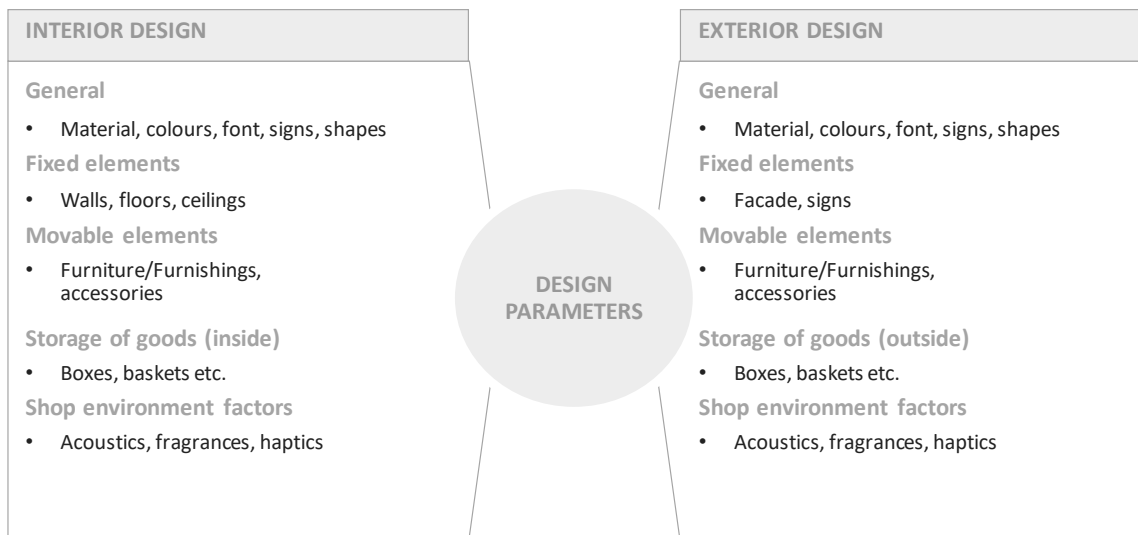 INTERIOR DESIGN
General
• Material, colours, font, signs, shapes
Fixed elements
• Walls, floors, ceilings
Movable elements
• Furniture/Furnishings,
accessories
Storage of goods (inside)
• Boxes, baskets etc.
Shop environment factors
• Acoustics, fragrances, haptics
DESIGN
PARAMETERS
EXTERIOR DESIGN
General
• Material, colours, font, signs, shapes
Fixed elements
• Facade, signs
Movable elements
• Furniture/Furnishings,
accessories
Storage of goods (outside)
• Boxes, baskets etc.
Shop environment factors
• Acoustics, fragrances, haptics